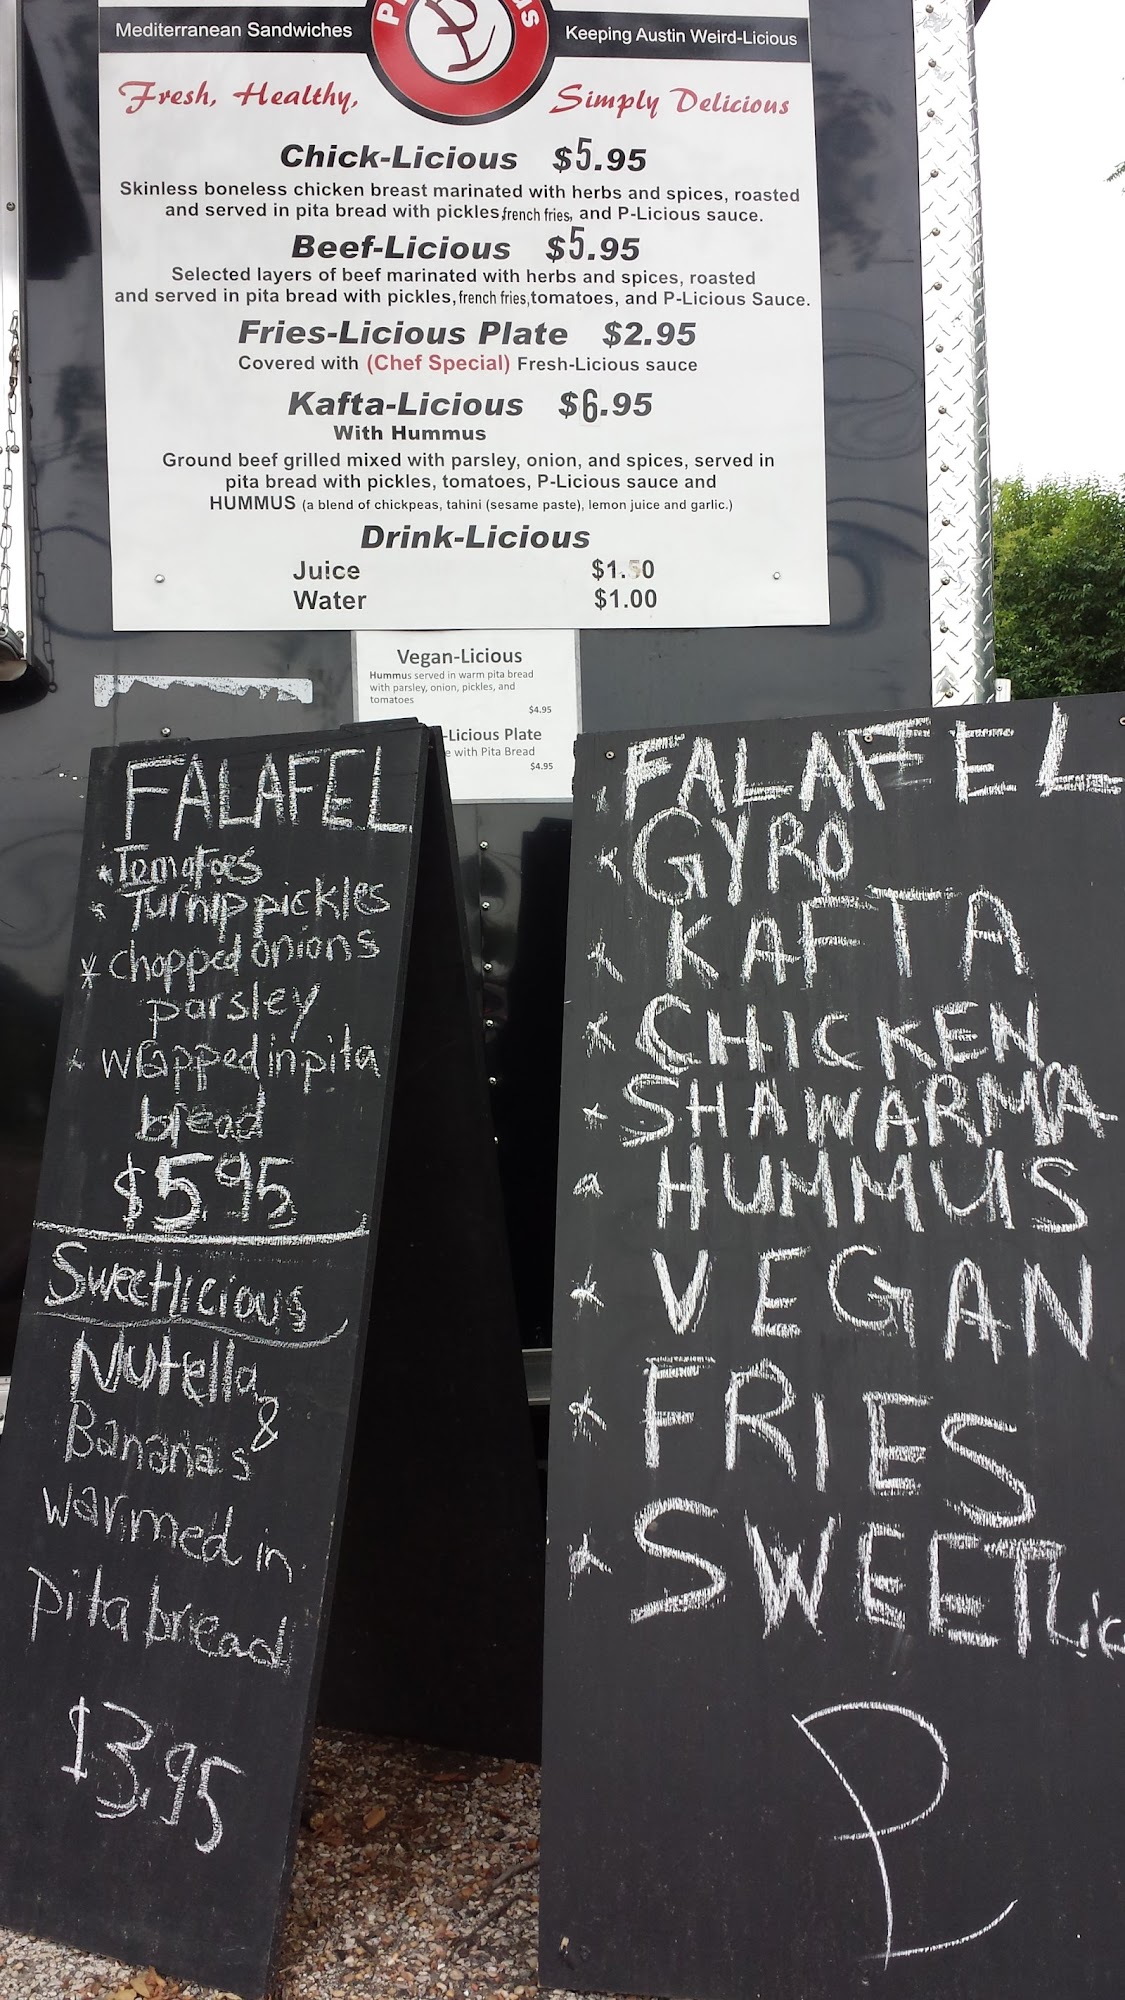 Mediterranean Sandwiches
Keeping Austin Weird-Licious
Fresh, Healthy,
Simply Delicious
Chick-Licious $5.95
Skinless boneless chicken breast marinated with herbs and spices, roasted
and served in pita bread with pickles, french fries, and P-Licious sauce.
Beef-Licious $5.95
Selected layers of beef marinated with herbs and spices, roasted
and served in pita bread with pickles, french fries, tomatoes, and P-Licious Sauce.
Fries-Licious Plate $2.95
Covered with (Chef Special) Fresh-Licious sauce
Kafta-Licious $6.95
With Hummus
Ground beef grilled mixed with parsley, onion, and spices, served in
pita bread with pickles, tomatoes, P-Licious sauce and
HUMMUS (a blend of chickpeas, tahini (sesame paste), lemon juice and garlic.)
Drink-Licious
Juice $1.50
Water $1.00
Vegan-Licious
Hummus served in warm pita bread
with parsley, onion, pickles, and
tomatoes
$4.95
-Licious Plate
with Pita Bread
$4.95
FALAFEL
*Tomatoes
* Turnip pickles
* chopped onions
parsley
* wrapped in pita
bread
$5.95
Sweetlicious
Nutella
&
Bananas
warmed in
pita bread
$3.95
* FALAFEL
* GYRO
* KAFTA
* CHICKEN
* SHAWARMA
* HUMMUS
* VEGAN
* FRIES
* SWEETLic
PL